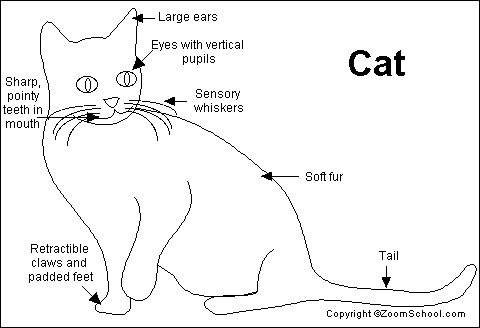 Large ears
Eyes with vertical
pupils
Cat
Sharp,
pointy
teeth in
mouth
Sensory
whiskers
Soft fur
Retractible
claws and
padded feet
Tail
Copyright ©ZoomSchool.com